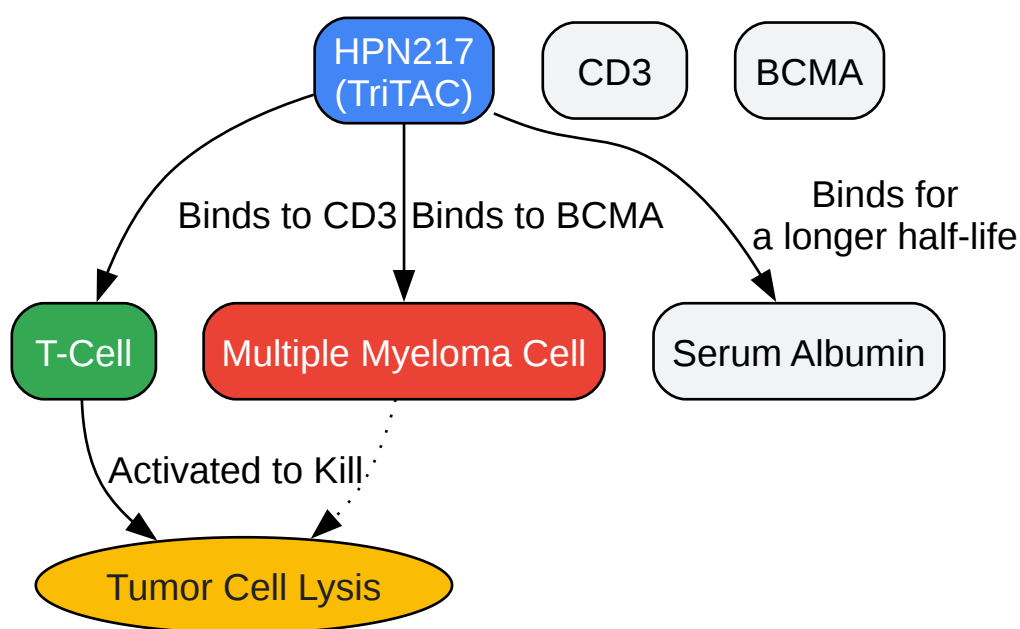 HPN217
(TriTAC)
CD3
BCMA
Binds to CD3
Binds to BCMA
Binds for
a longer half-life
T-Cell
Multiple Myeloma Cell
Serum Albumin
Activated to Kill
Tumor Cell Lysis